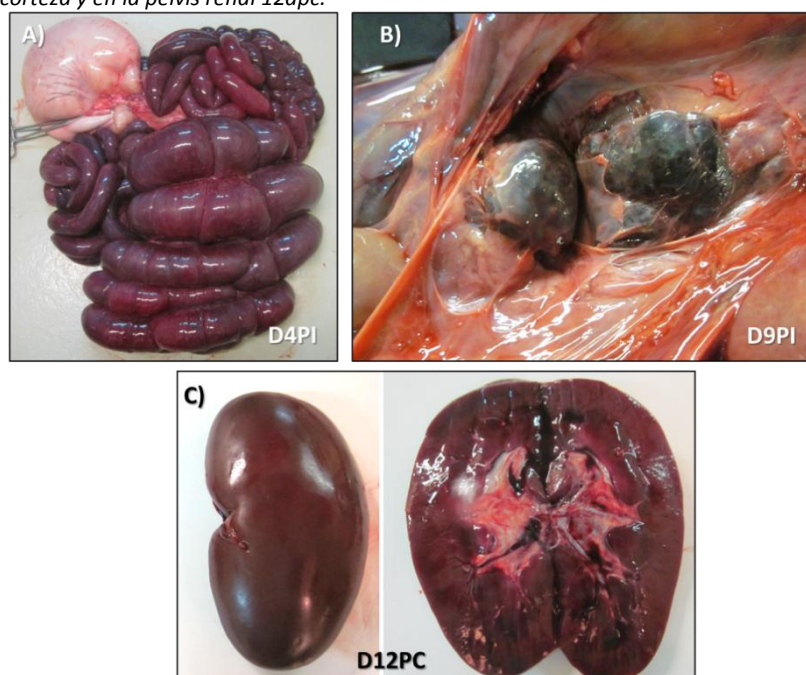 corteza y en la pelvis renal 12dpc.
A)
B)
D4PI
D9PI
C)
D12PC